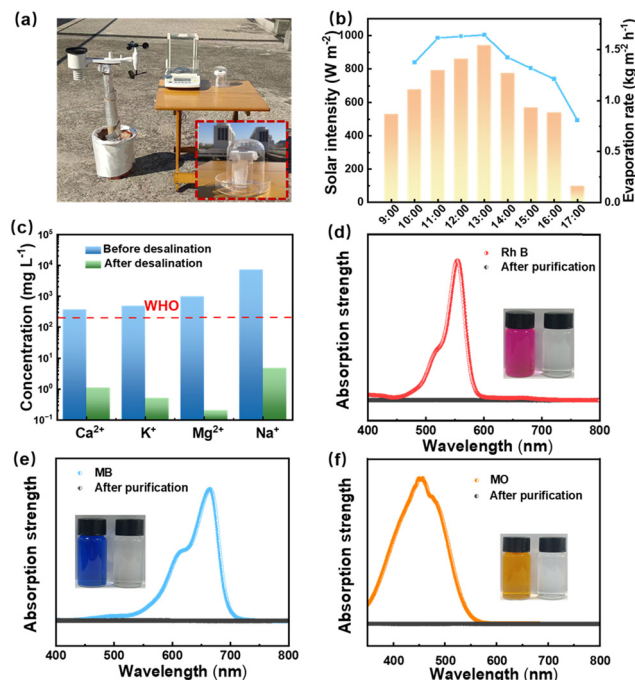 (a)
(b)
Solar intensity (W m⁻²)
1000
800
600
400
200
0
9:00
10:00
11:00
12:00
13:00
14:00
15:00
16:00
17:00
1.5
1.0
0.5
0.0
Evaporation rate (kg m⁻² h⁻¹)
(c)
Concentration (mg L⁻¹)
10⁵
10⁴
10³
10²
10¹
10⁰
10⁻¹
Before desalination
After desalination
WHO
Ca²⁺ K⁺ Mg²⁺ Na⁺
(d)
Absorption strength
Rh B
After purification
400 500 600 700 800
Wavelength (nm)
(e)
Absorption strength
MB
After purification
400 500 600 700 800
Wavelength (nm)
(f)
Absorption strength
MO
After purification
400 500 600 700 800
Wavelength (nm)